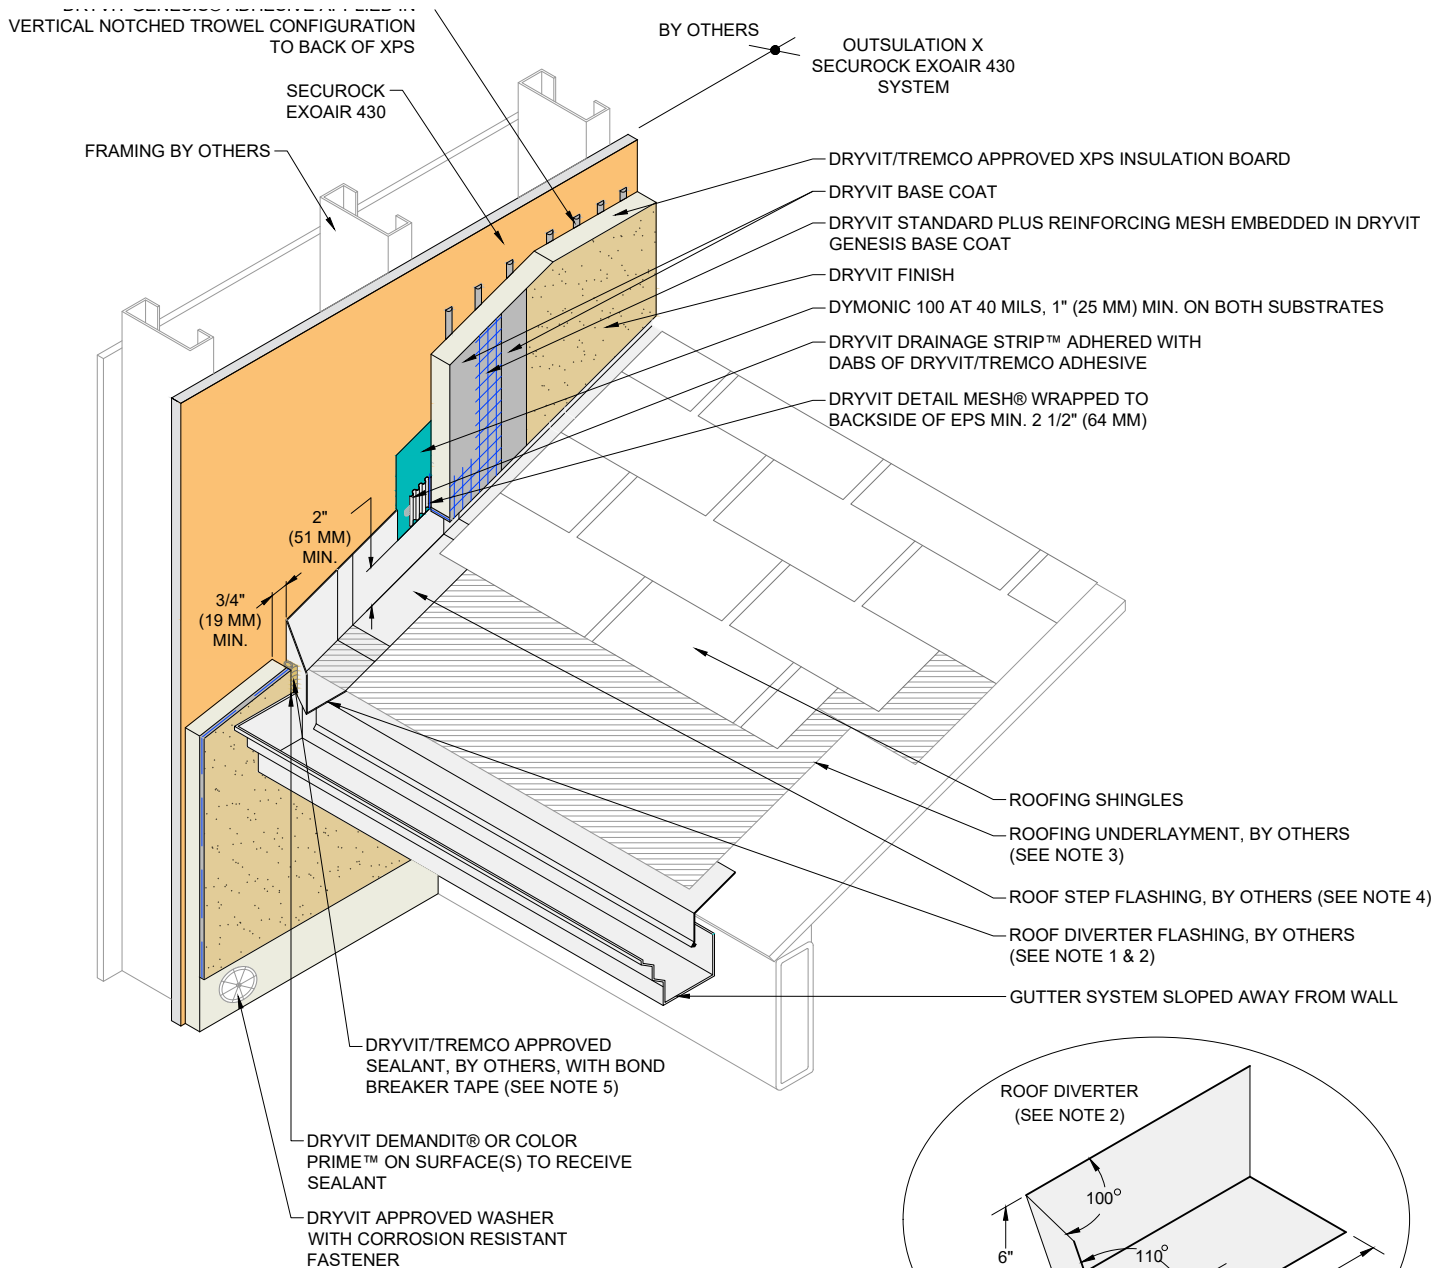 VERTICAL NOTCHED TROWEL CONFIGURATION
TO BACK OF XPS
BY OTHERS
OUTSULATION X
SECUROCK EXOAIR 430
SYSTEM
SECUROCK
EXOAIR 430
FRAMING BY OTHERS
DRYVIT/TREMCO APPROVED XPS INSULATION BOARD
DRYVIT BASE COAT
DRYVIT STANDARD PLUS REINFORCING MESH EMBEDDED IN DRYVIT
GENESIS BASE COAT
DRYVIT FINISH
DYMONIC 100 AT 40 MILS, 1" (25 MM) MIN. ON BOTH SUBSTRATES
DRYVIT DRAINAGE STRIP™ ADHERED WITH
DABS OF DRYVIT/TREMCO ADHESIVE
DRYVIT DETAIL MESH® WRAPPED TO
BACKSIDE OF EPS MIN. 2 1/2" (64 MM)
2"
(51 MM)
MIN.
3/4"
(19 MM)
MIN.
ROOFING SHINGLES
ROOFING UNDERLAYMENT, BY OTHERS
(SEE NOTE 3)
ROOF STEP FLASHING, BY OTHERS (SEE NOTE 4)
ROOF DIVERTER FLASHING, BY OTHERS
(SEE NOTE 1 & 2)
GUTTER SYSTEM SLOPED AWAY FROM WALL
DRYVIT/TREMCO APPROVED
SEALANT, BY OTHERS, WITH BOND
BREAKER TAPE (SEE NOTE 5)
DRYVIT DEMANDIT® OR COLOR
PRIME™ ON SURFACE(S) TO RECEIVE
SEALANT
DRYVIT APPROVED WASHER
WITH CORROSION RESISTANT
FASTENER
ROOF DIVERTER
(SEE NOTE 2)
100°
6"
110°